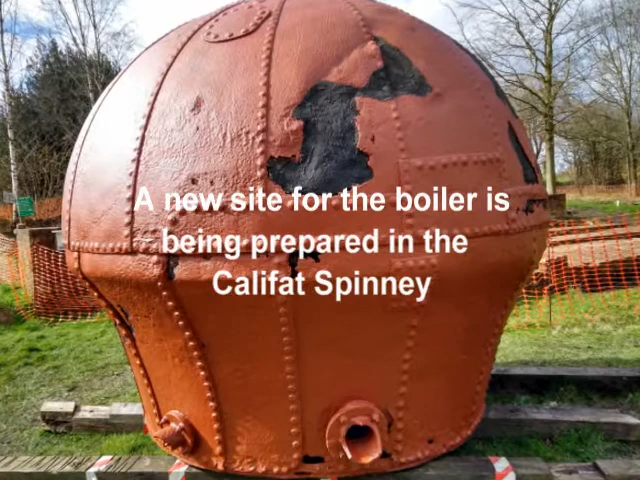 A new site for the boiler is
being prepared in the
Califat Spinney